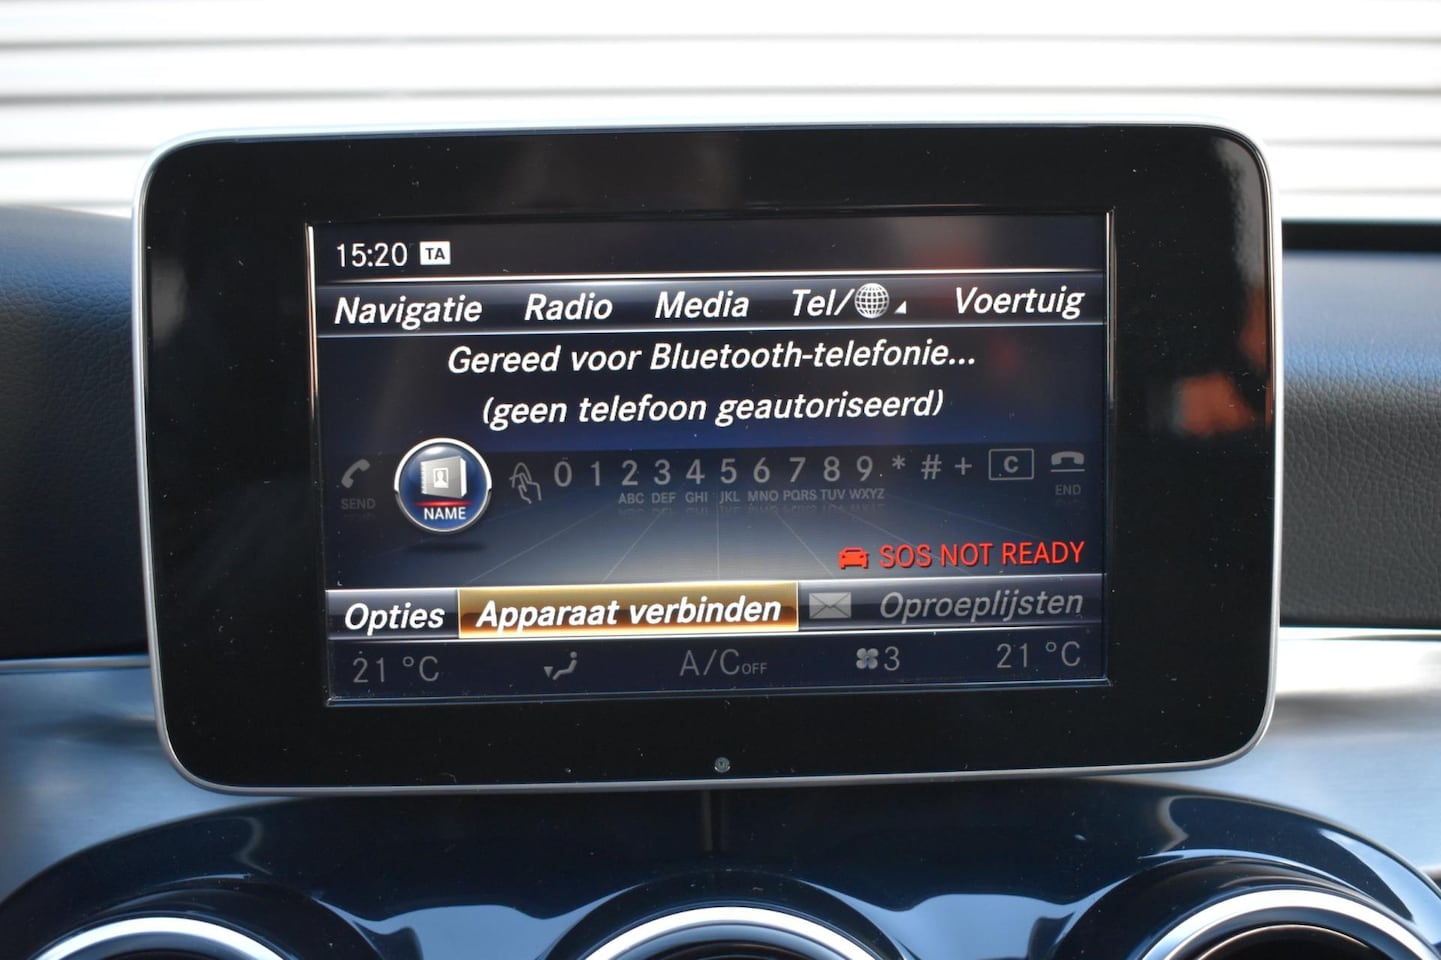 15:20 TA
Navigatie Radio Media Tel/ Voertuig
Gereed voor Bluetooth-telefonie...
(geen telefoon geautoriseerd)
0 1 2 3 4 5 6 7 8 9 * # + C
SEND NAME ABC DEF GHI JKL MNO PQRS TUV WXYZ END
SOS NOT READY
Opties Apparaat verbinden Oproeplijsten
21 °C A/C OFF 3 21 °C